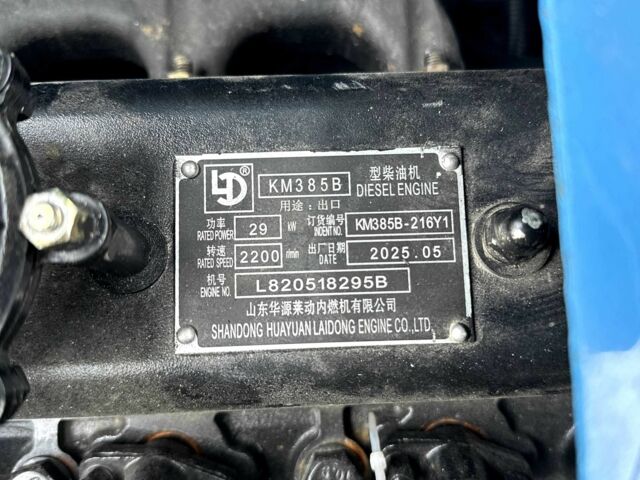 LD® KM385B 型柴油机 P
DIESEL ENGINE
用途：出口
功率 29 kW 订货编号 KM385B-216Y1
RATED POWER INDENT NO.
转速 2200 r/min 出厂日期 2025.05
RATED SPEED DATE
机号 L820518295B
ENGINE NO.
山东华源莱动内燃机有限公司
SHANDONG HUAYUAN LAIDONG ENGINE CO.,LTD.